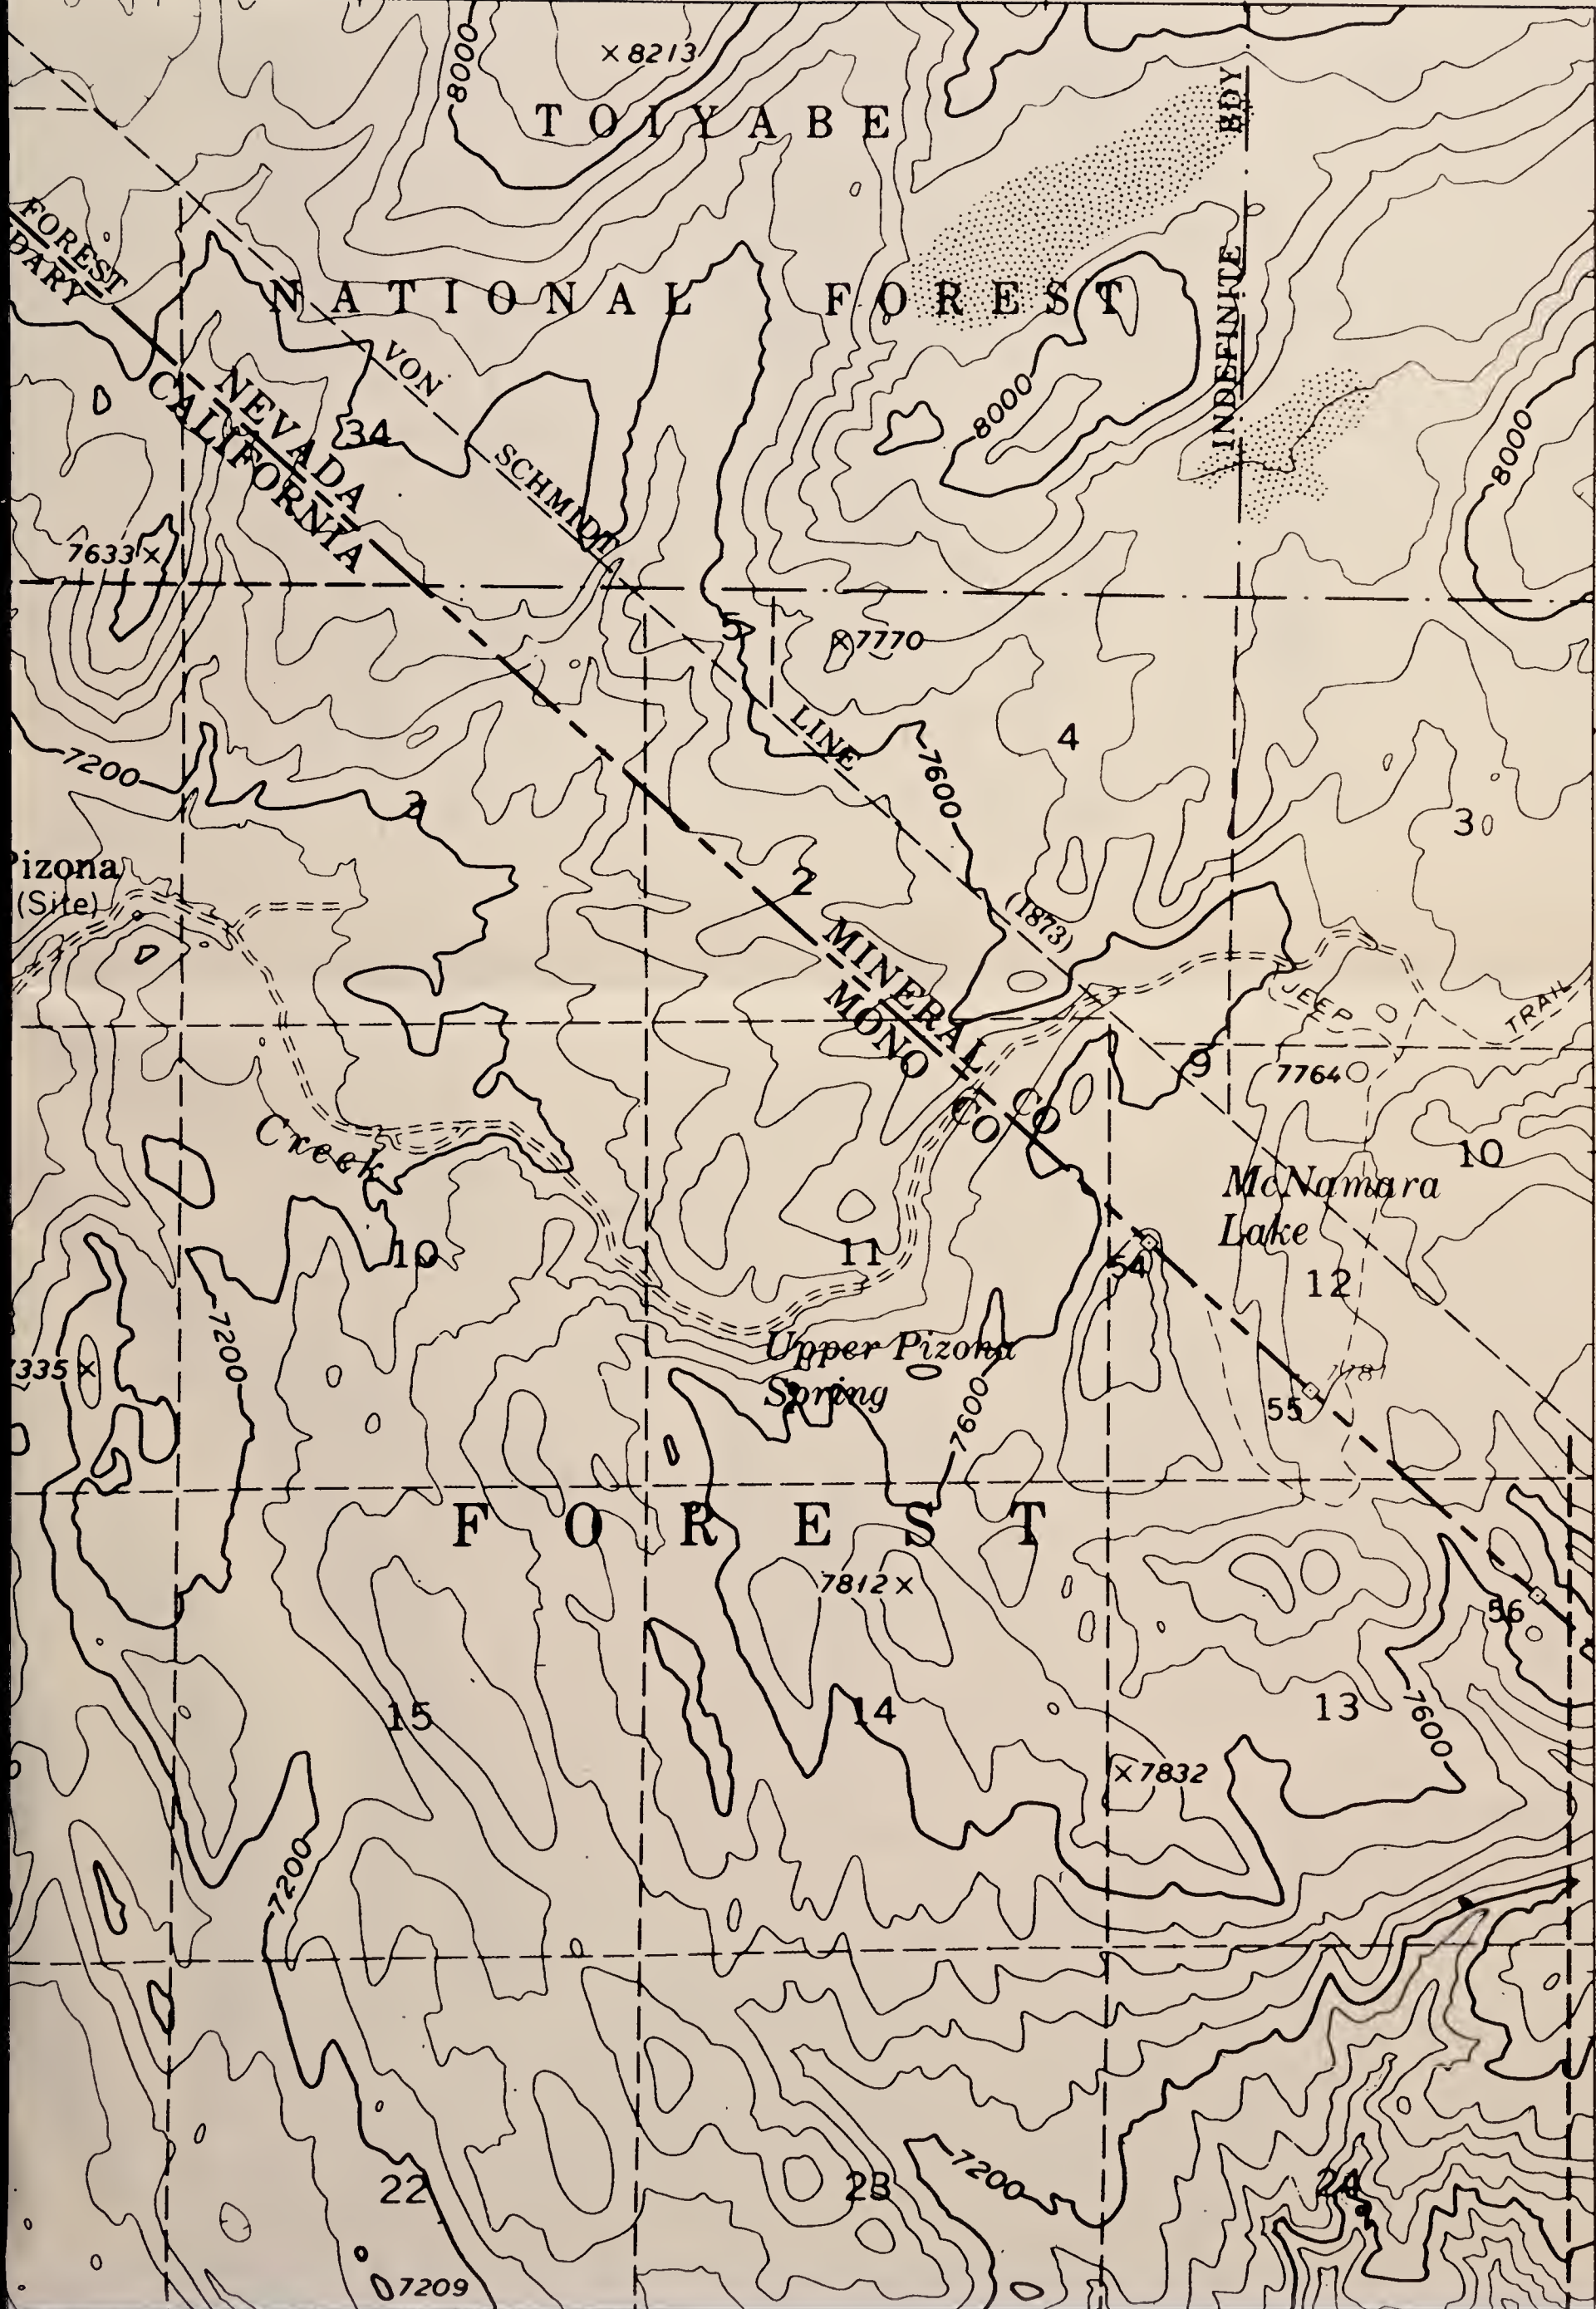 8000
×8213
TOIYABE
BDY
FOREST
DARY
NATIONAL FOREST
INDEFINITE
VON
NEVADA
CALIFORNIA
34
8000
8000
SCHMIDT
7633×
5
×7770
LINE
4
7200
7600
3
3
Pizona
(Site)
2
(1873)
MINERAL CO
MONO CO
JEEP
TRAIL
9
7764
Creek
10
McNamara
Lake
10
11
54
12
7200
Upper Pizona
Spring
7335×
7600
55
FOREST
7812×
56
15
14
13
7600
×7832
7200
22
23
7200
24
7209